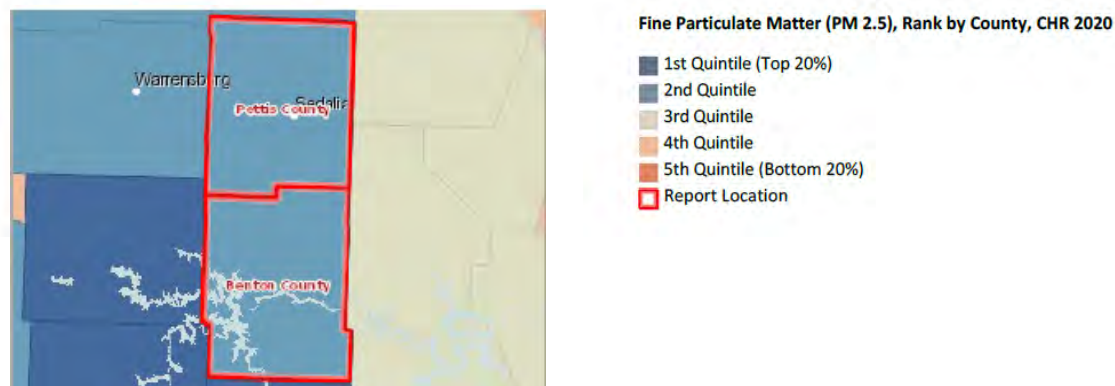 Warrensburg
Sedalia
Pettis County
Benton County
Fine Particulate Matter (PM 2.5), Rank by County, CHR 2020
1st Quintile (Top 20%)
2nd Quintile
3rd Quintile
4th Quintile
5th Quintile (Bottom 20%)
Report Location